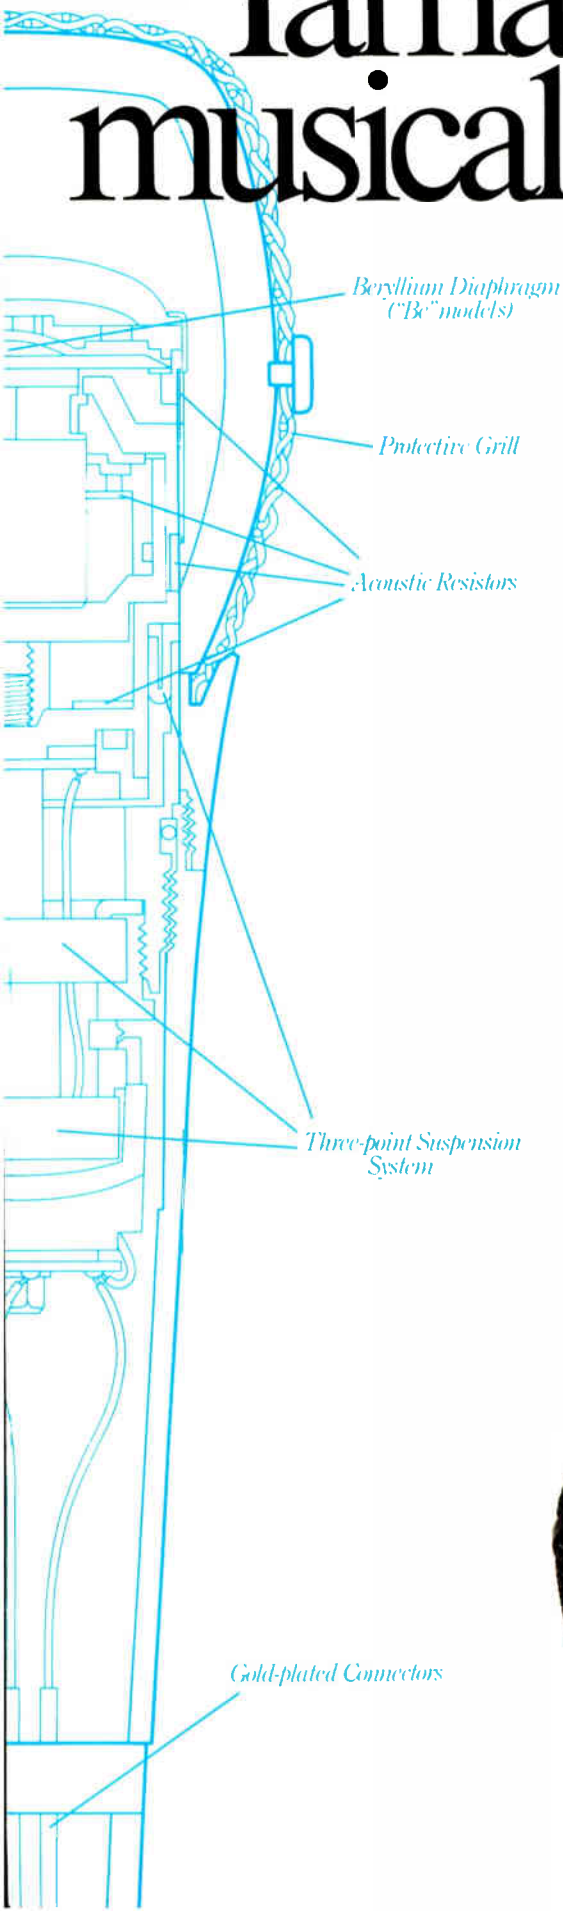 musical
Beryllium Diaphragm
("Be" models)
Protective Grill
Acoustic Resistors
Three-point Suspension
System
Gold-plated Connectors